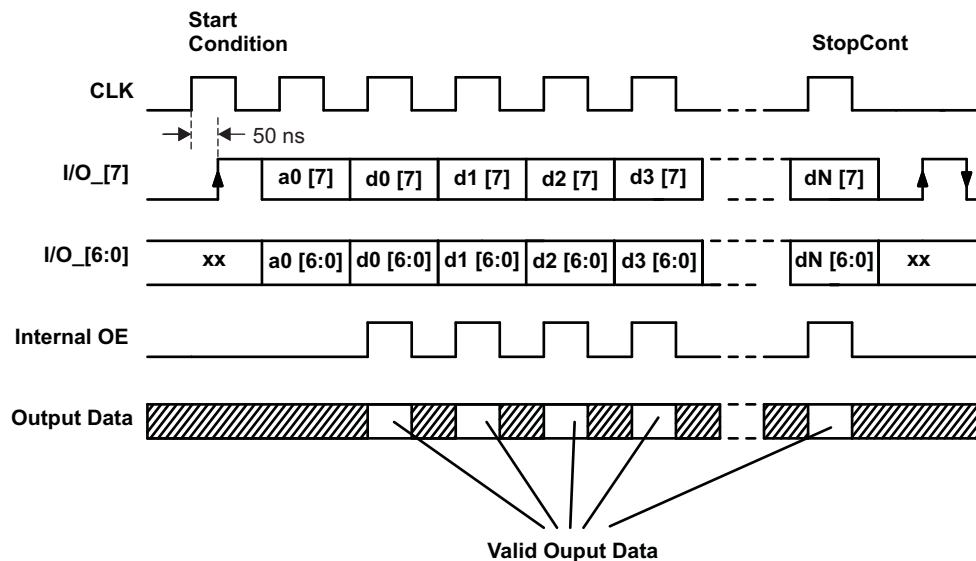 Start
Condition
StopCont
CLK
50 ns
I/O_[7]
a0 [7] d0 [7] d1 [7] d2 [7] d3 [7] dN [7]
I/O_[6:0]
xx a0 [6:0] d0 [6:0] d1 [6:0] d2 [6:0] d3 [6:0] dN [6:0] xx
Internal OE
Output Data
Valid Ouput Data